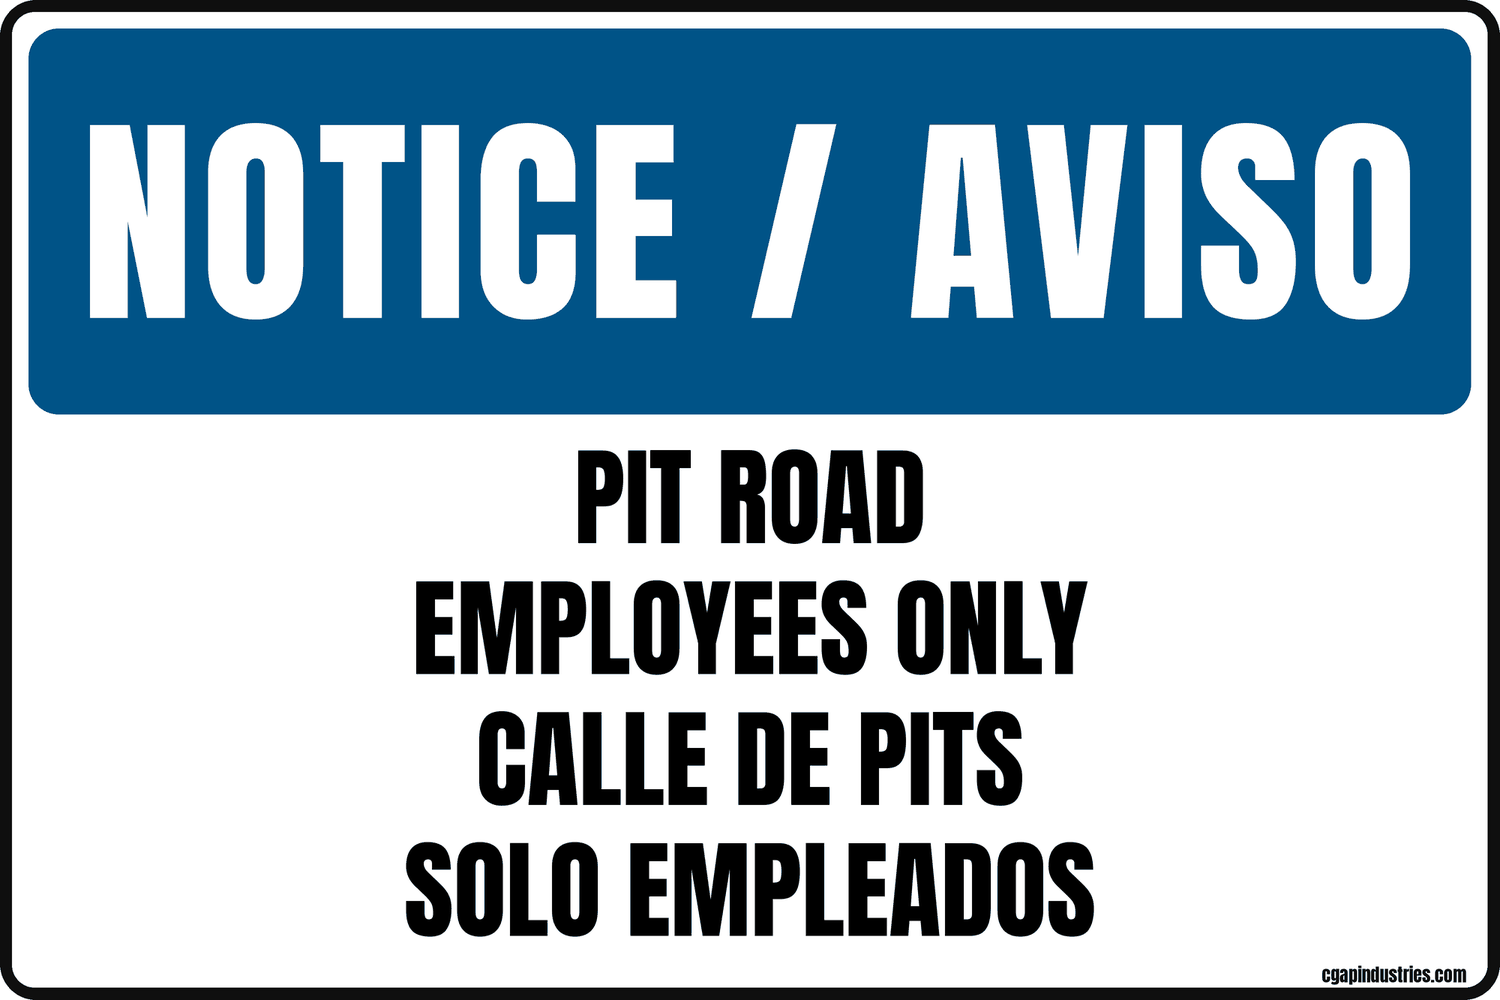 NOTICE / AVISO
PIT ROAD
EMPLOYEES ONLY
CALLE DE PITS
SOLO EMPLEADOS
cgapindustries.com